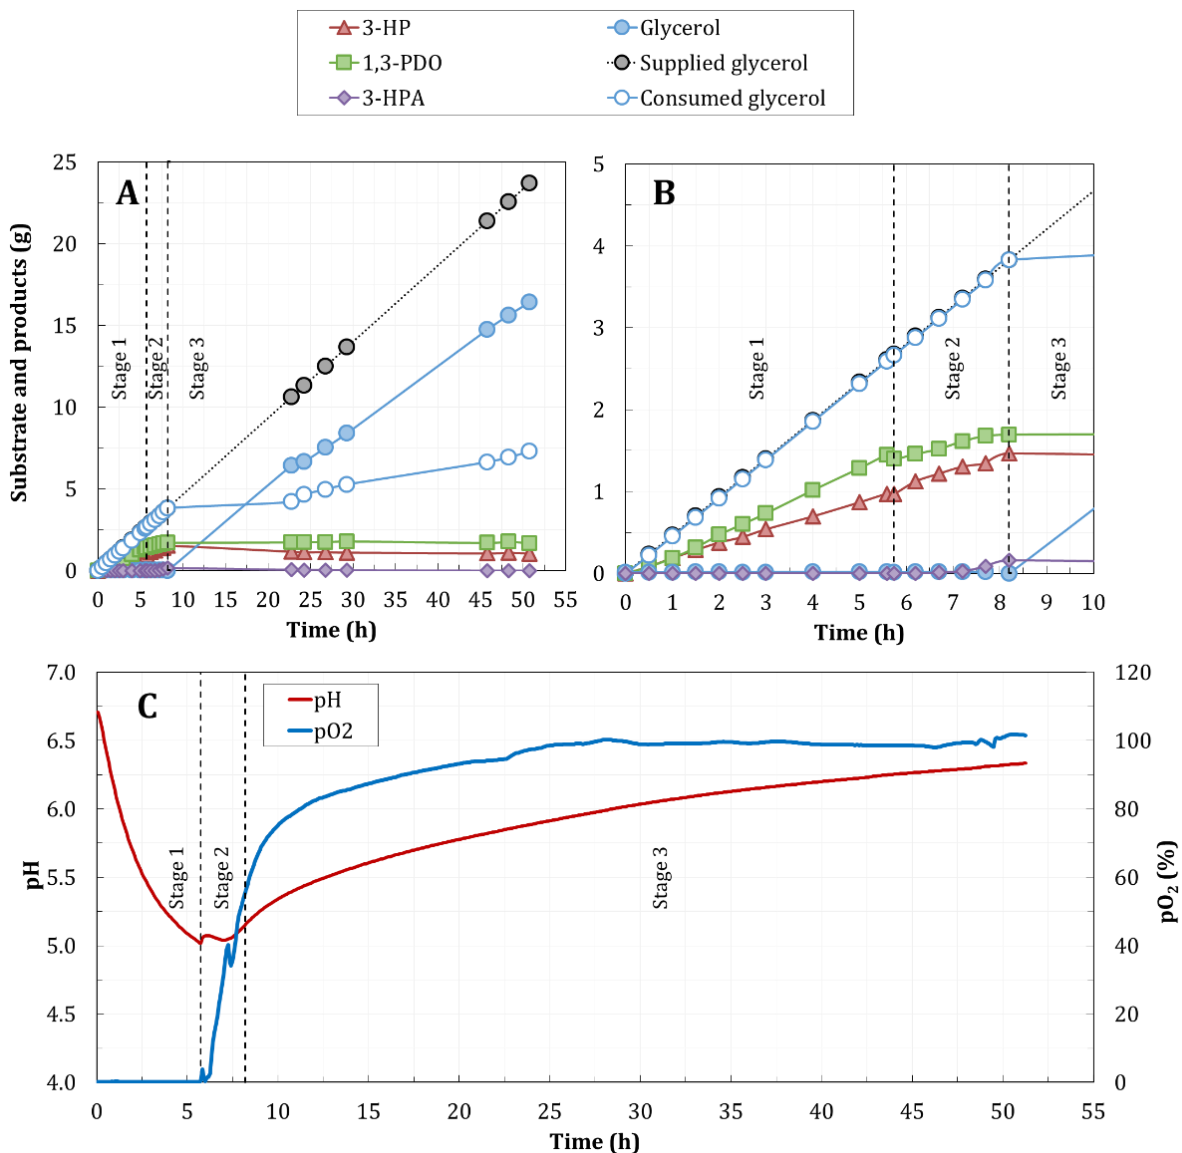 3-HP
Glycerol
1,3-PDO
Supplied glycerol
3-HPA
Consumed glycerol
A
Substrate and products (g)
25
20
15
10
5
0
Stage 1
Stage 2
Stage 3
0 5 10 15 20 25 30 35 40 45 50 55
Time (h)
B
5
4
3
2
1
0
Stage 1
Stage 2
Stage 3
0 1 2 3 4 5 6 7 8 9 10
Time (h)
C
pH
pO2
pH
7.0
6.5
6.0
5.5
5.0
4.5
4.0
Stage 1
Stage 2
Stage 3
120
100
80
60
40
20
0
pO₂ (%)
0 5 10 15 20 25 30 35 40 45 50 55
Time (h)